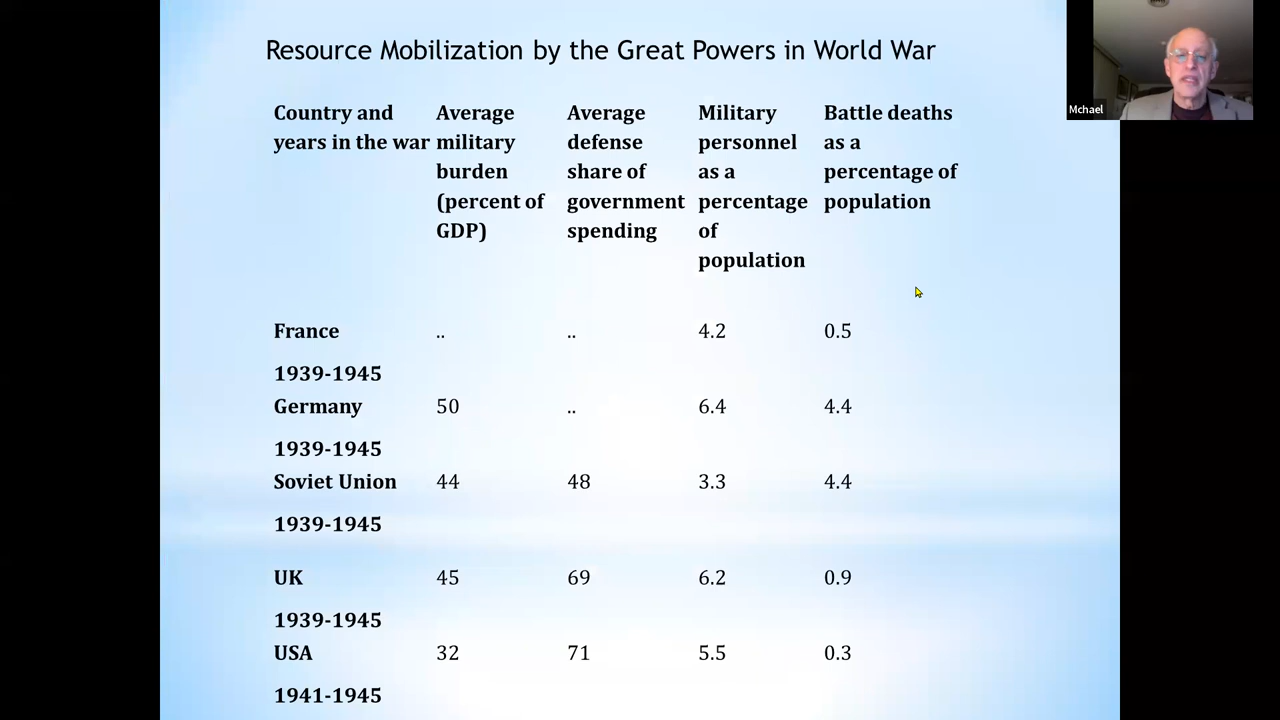 Resource Mobilization by the Great Powers in World War
Mchael
Country and
years in the war
Average
military
burden
(percent of
GDP)
Average
defense
share of
government
spending
Military
personnel
as a
percentage
of
population
Battle deaths
as a
percentage of
population
France
1939-1945
..
..
4.2
0.5
Germany
1939-1945
50
..
6.4
4.4
Soviet Union
1939-1945
44
48
3.3
4.4
UK
1939-1945
45
69
6.2
0.9
USA
1941-1945
32
71
5.5
0.3